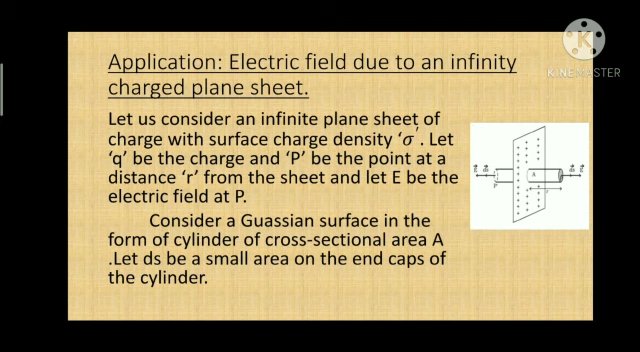 KINEMASTER
Application: Electric field due to an infinity
charged plane sheet.
Let us consider an infinite plane sheet of
charge with surface charge density ‘σ’. Let
‘q’ be the charge and ‘P’ be the point at a
distance ‘r’ from the sheet and let E be the
electric field at P.
Consider a Guassian surface in the
form of cylinder of cross-sectional area A
.Let ds be a small area on the end caps of
the cylinder.
E ds A ds E
P' r